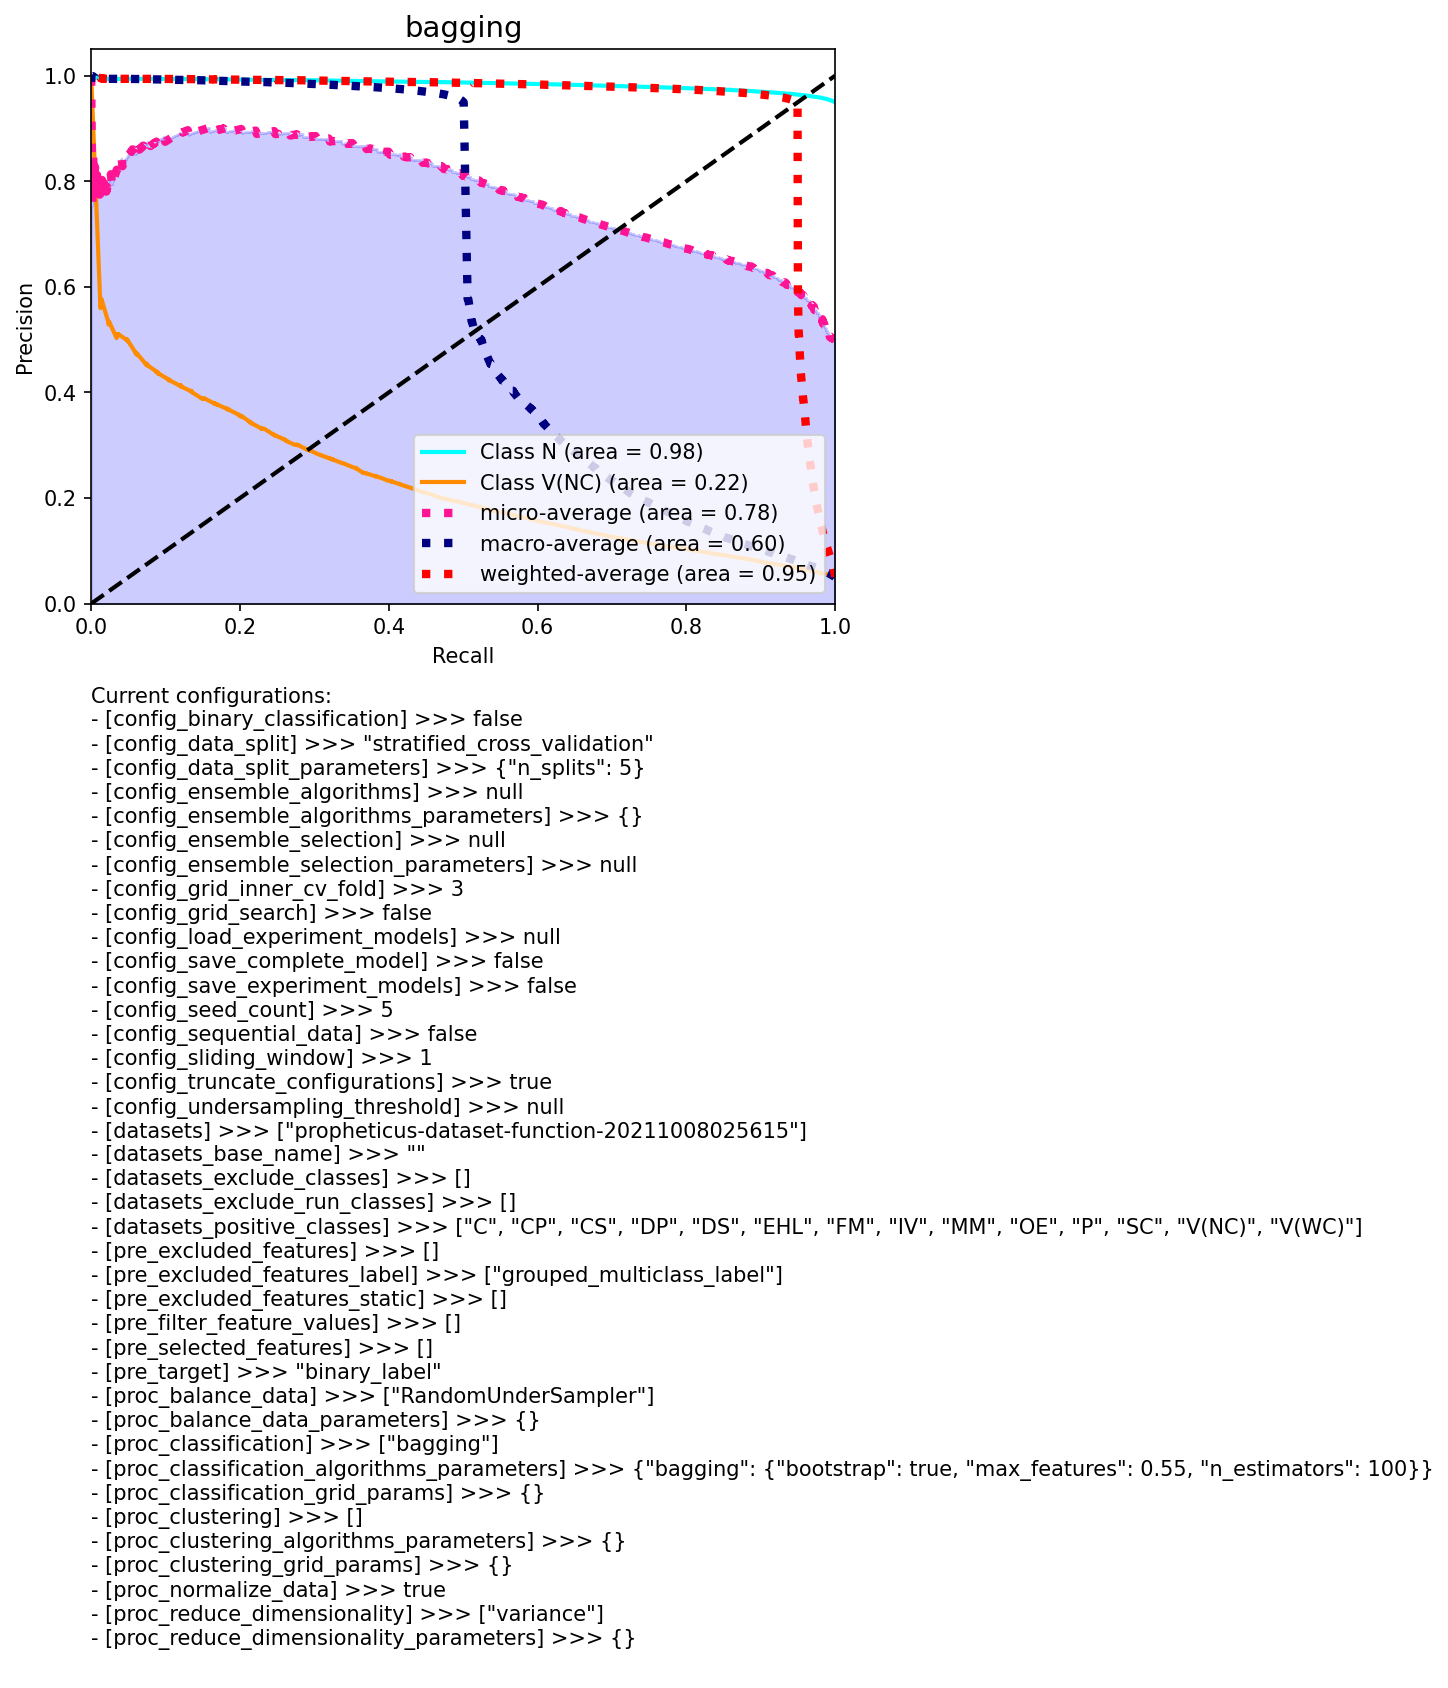 bagging
1.0
0.8
0.6
0.4
0.2
0.0
Precision
Class N (area = 0.98)
Class V(NC) (area = 0.22)
micro-average (area = 0.78)
macro-average (area = 0.60)
weighted-average (area = 0.95)
0.0 0.2 0.4 0.6 0.8 1.0
Recall
Current configurations:
- [config_binary_classification] >>> false
- [config_data_split] >>> "stratified_cross_validation"
- [config_data_split_parameters] >>> {"n_splits": 5}
- [config_ensemble_algorithms] >>> null
- [config_ensemble_algorithms_parameters] >>> {}
- [config_ensemble_selection] >>> null
- [config_ensemble_selection_parameters] >>> null
- [config_grid_inner_cv_fold] >>> 3
- [config_grid_search] >>> false
- [config_load_experiment_models] >>> null
- [config_save_complete_model] >>> false
- [config_save_experiment_models] >>> false
- [config_seed_count] >>> 5
- [config_sequential_data] >>> false
- [config_sliding_window] >>> 1
- [config_truncate_configurations] >>> true
- [config_undersampling_threshold] >>> null
- [datasets] >>> ["propheticus-dataset-function-20211008025615"]
- [datasets_base_name] >>> ""
- [datasets_exclude_classes] >>> []
- [datasets_exclude_run_classes] >>> []
- [datasets_positive_classes] >>> ["C", "CP", "CS", "DP", "DS", "EHL", "FM", "IV", "MM", "OE", "P", "SC", "V(NC)", "V(WC)"]
- [pre_excluded_features] >>> []
- [pre_excluded_features_label] >>> ["grouped_multiclass_label"]
- [pre_excluded_features_static] >>> []
- [pre_filter_feature_values] >>> []
- [pre_selected_features] >>> []
- [pre_target] >>> "binary_label"
- [proc_balance_data] >>> ["RandomUnderSampler"]
- [proc_balance_data_parameters] >>> {}
- [proc_classification] >>> ["bagging"]
- [proc_classification_algorithms_parameters] >>> {"bagging": {"bootstrap": true, "max_features": 0.55, "n_estimators": 100}}
- [proc_classification_grid_params] >>> {}
- [proc_clustering] >>> []
- [proc_clustering_algorithms_parameters] >>> {}
- [proc_clustering_grid_params] >>> {}
- [proc_normalize_data] >>> true
- [proc_reduce_dimensionality] >>> ["variance"]
- [proc_reduce_dimensionality_parameters] >>> {}